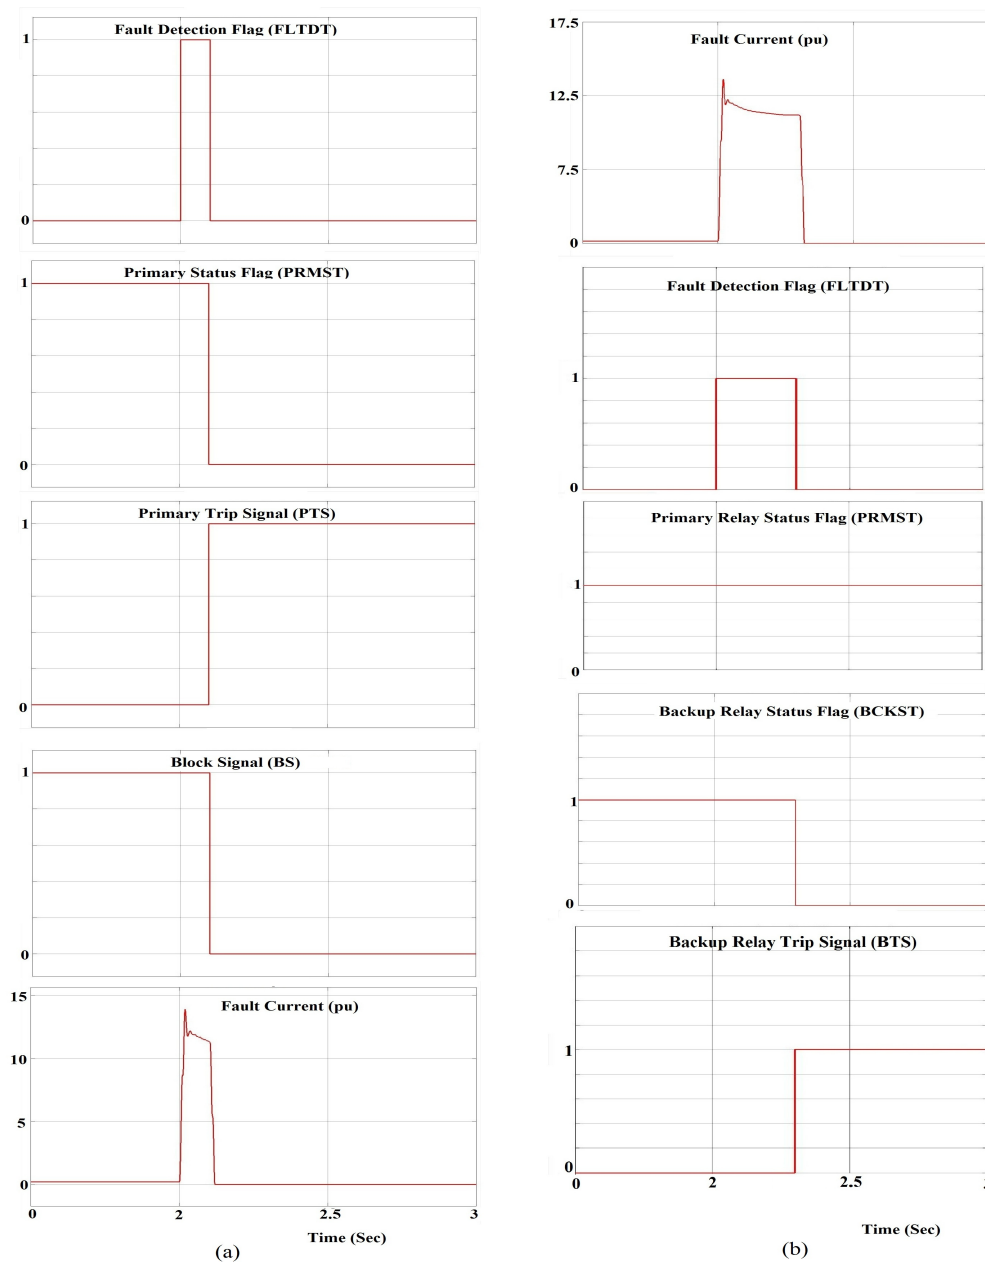 Fault Detection Flag (FLTDT)
1
0
Primary Status Flag (PRMST)
1
0
Primary Trip Signal (PTS)
1
0
Block Signal (BS)
1
0
Fault Current (pu)
15
10
5
0
0 2 2.5 3
Time (Sec)
(a)
17.5
Fault Current (pu)
12.5
7.5
0
Fault Detection Flag (FLTDT)
1
0
Primary Relay Status Flag (PRMST)
1
0
Backup Relay Status Flag (BCKST)
1
0
Backup Relay Trip Signal (BTS)
1
0
0 2 2.5
Time (Sec)
(b)